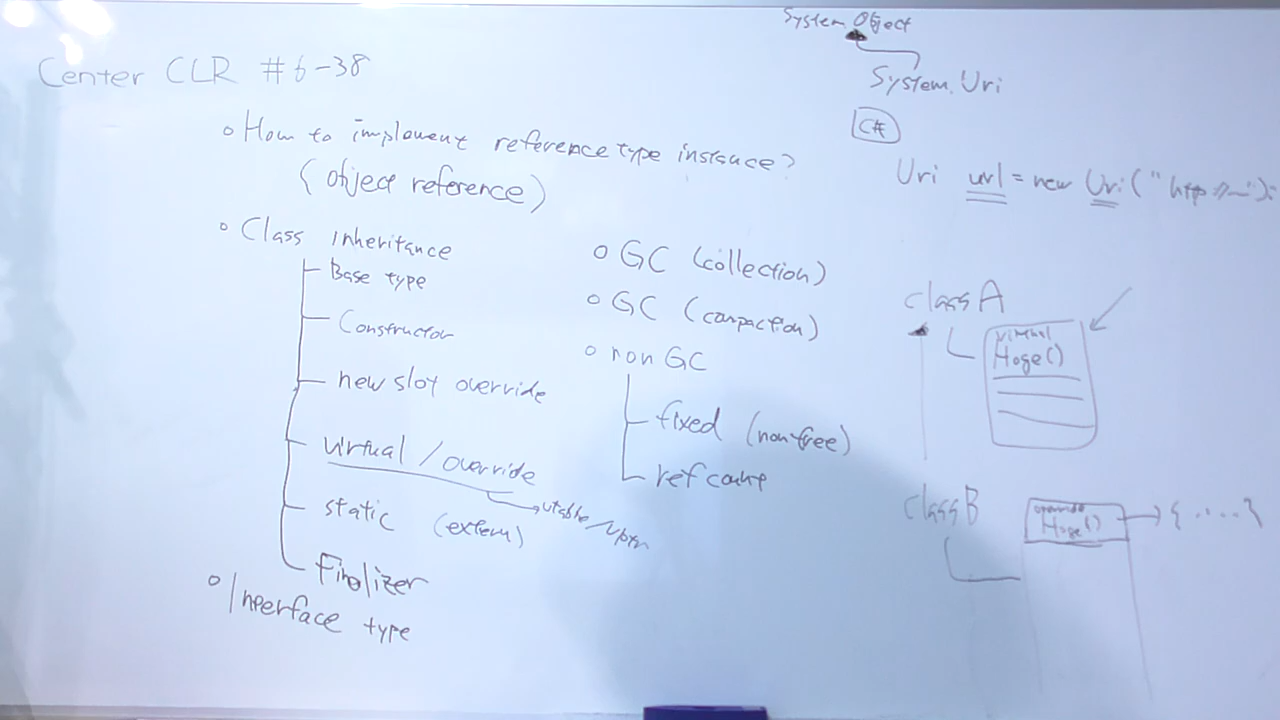 Center CLR #6-38
○ How to implement reference type instance?
(object reference)
○ Class inheritance
Base type
Constructor
new slot override
virtual / override
vtable / vptr
static (extern)
Finalizer
○ Interface type
○ GC (collection)
○ GC (compaction)
○ non GC
fixed (non-free)
ref count
System.Object
System.Uri
C#
Uri url = new Uri("http://~");
class A
virtual
Hoge()
class B
override
Hoge() → {.....}